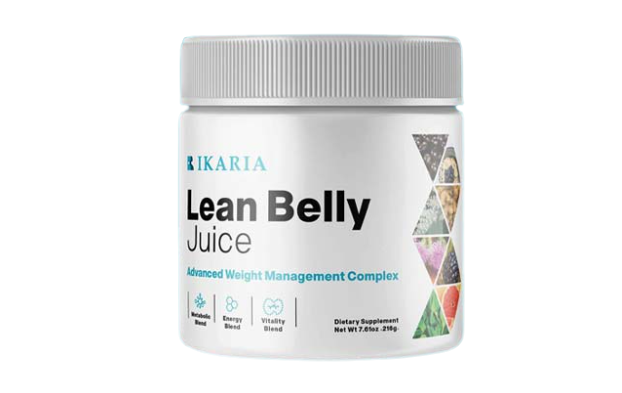 IKARIA
Lean Belly
Juice
Advanced Weight Management Complex
Metabolic
Blend
Energy
Blend
Vitality
Blend
Dietary Supplement
Net Wt 7.61oz .216g.